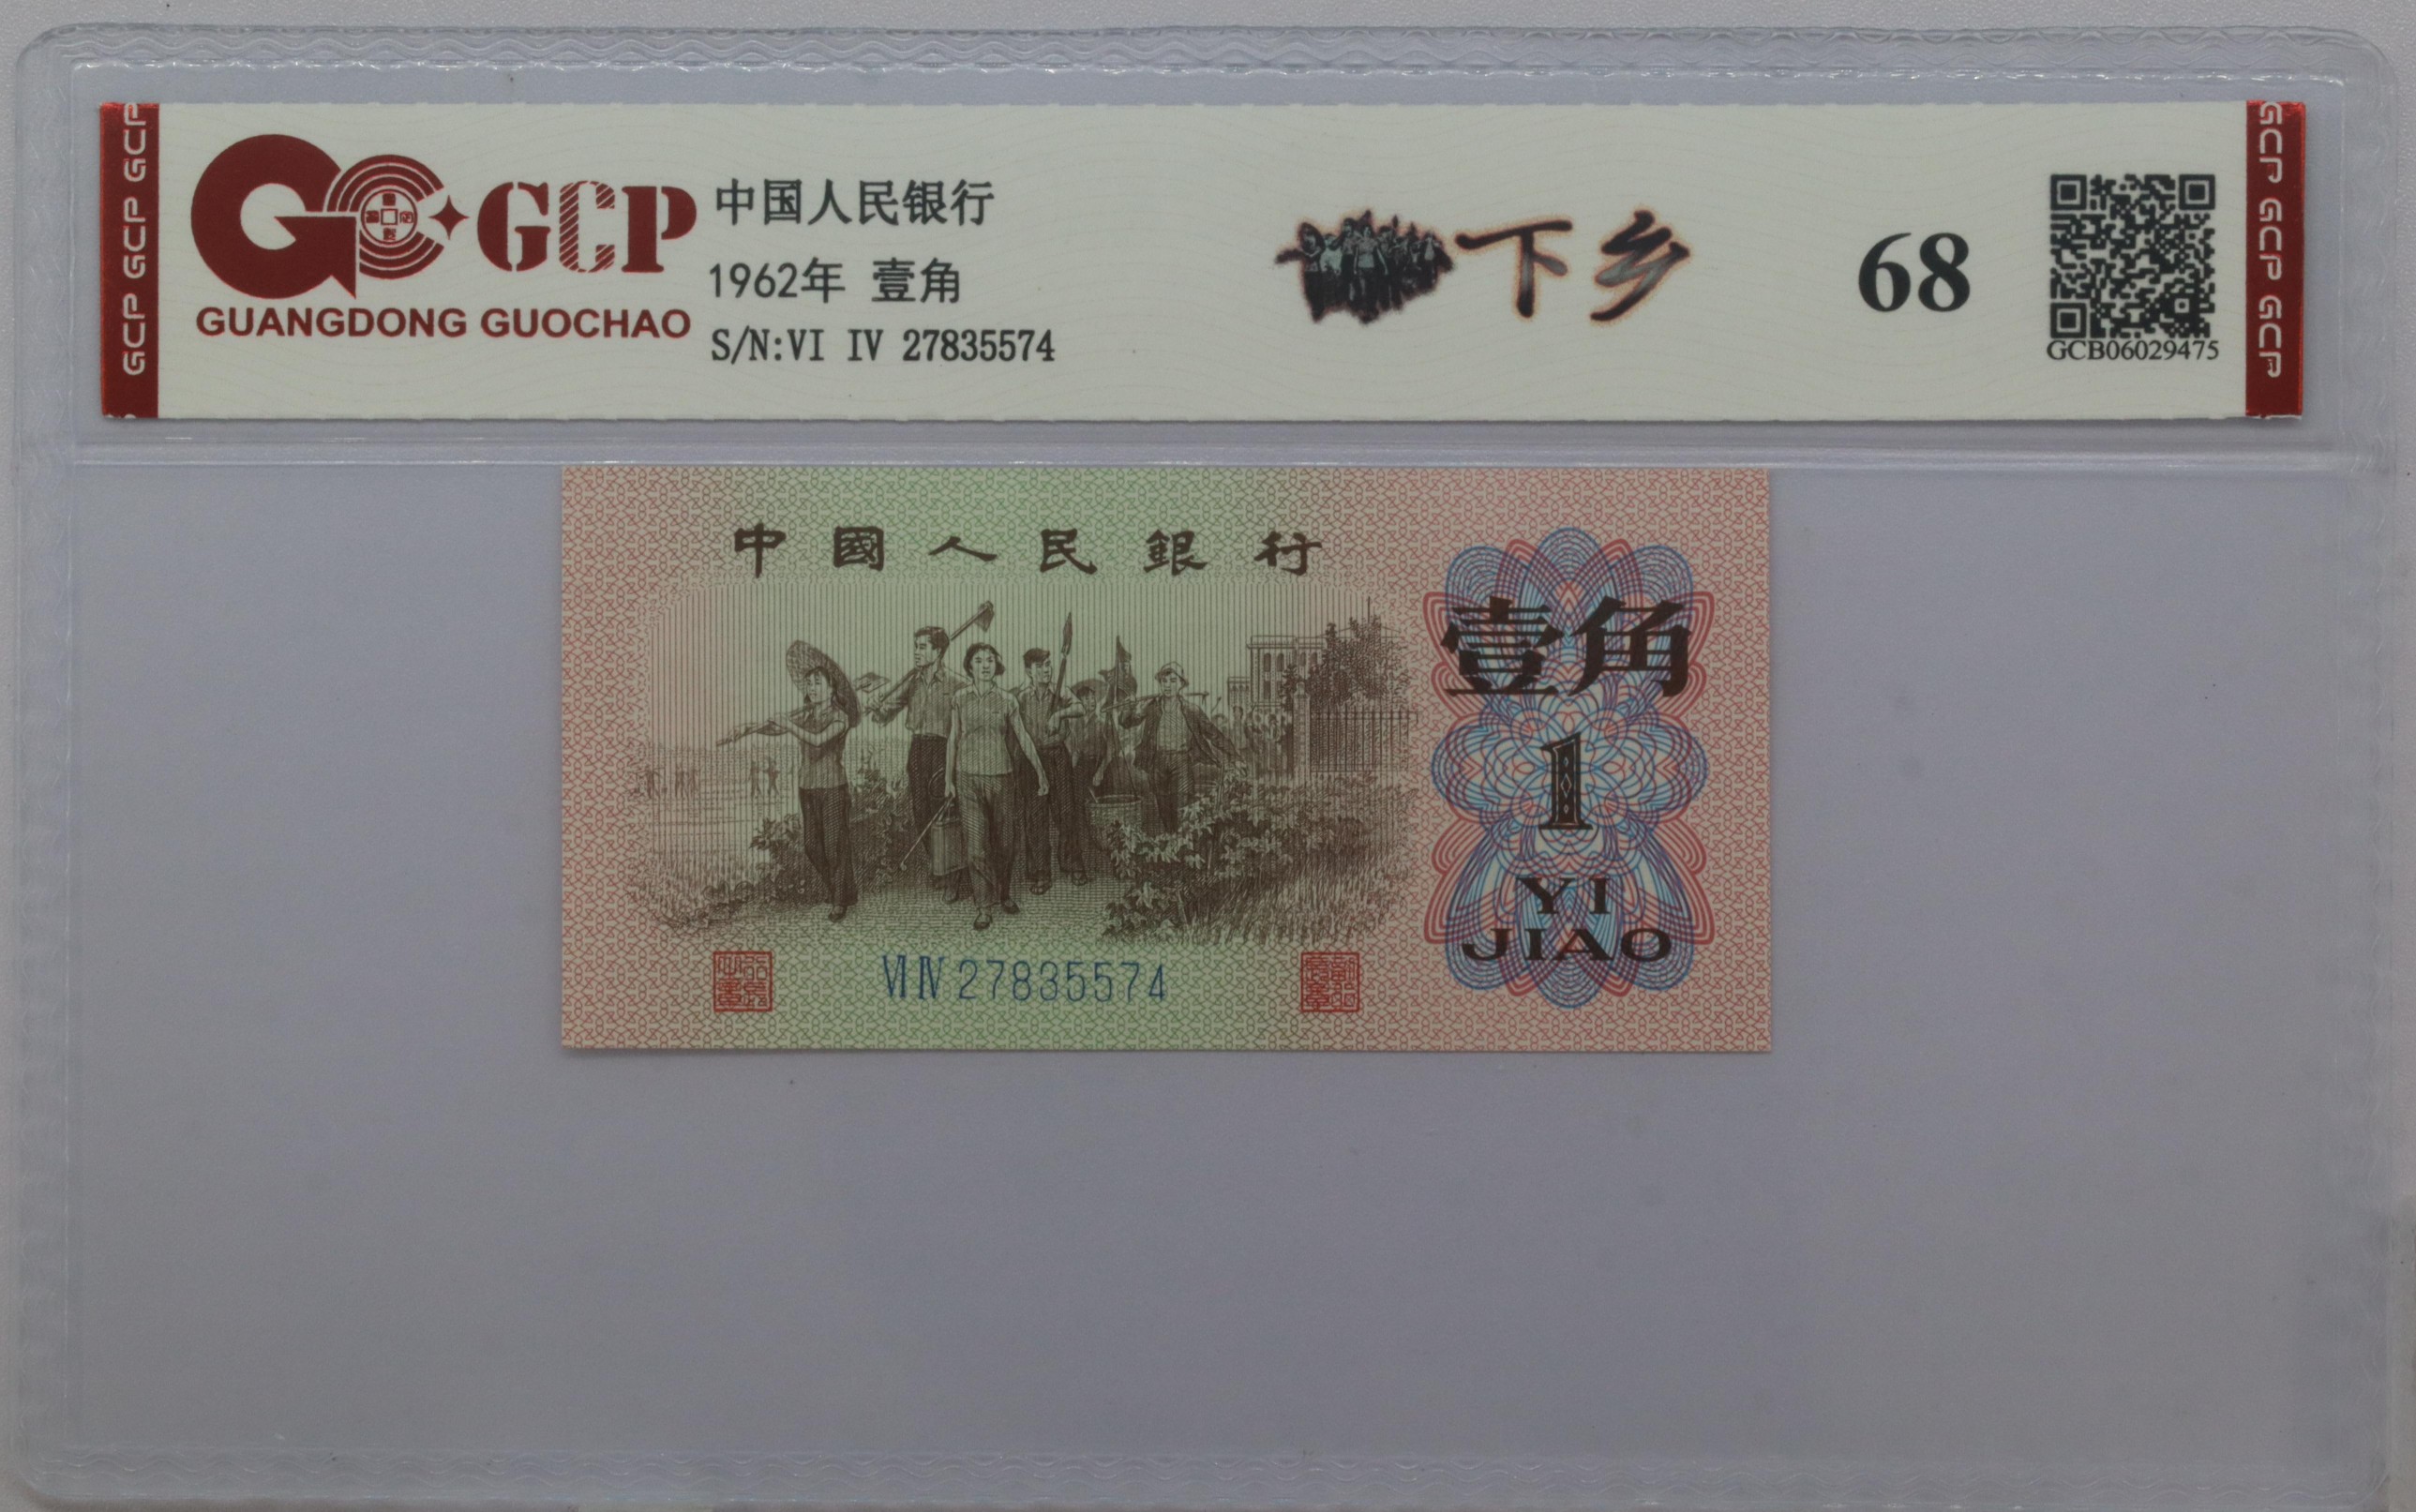 GCP GCP GCP
GCP
GUANGDONG GUOCHAO
中国人民银行
1962年 壹角
S/N:VI IV 27835574
下乡
68
GCB06029475
GCP GCP GCP
中國人民銀行
壹角
1
YI
JIAO
VI IV 27835574